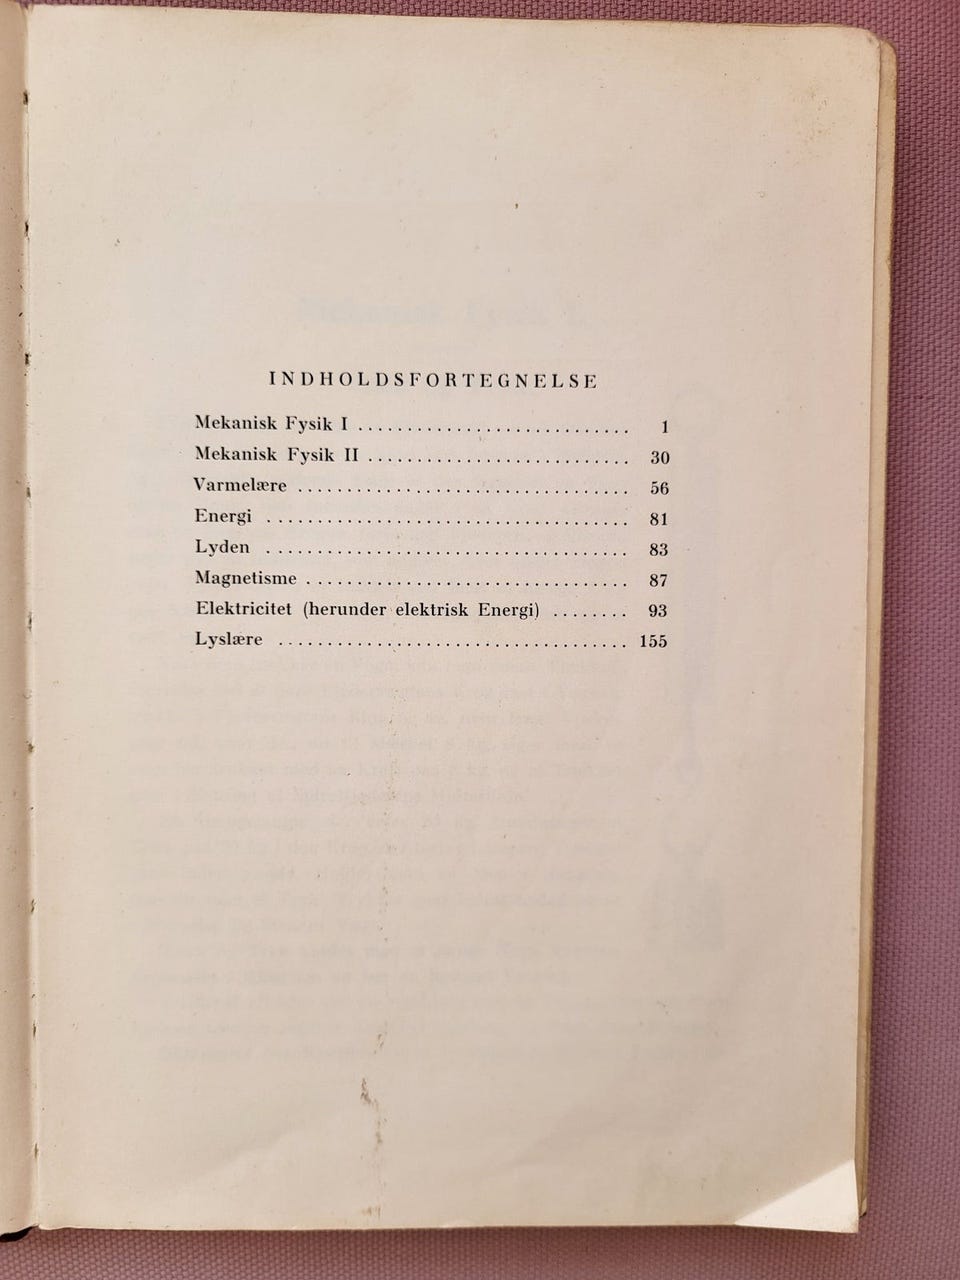 INDHOLDSFORTEGNELSE
Mekanisk Fysik I ............................ 1
Mekanisk Fysik II ........................... 30
Varmelære .................................. 56
Energi ..................................... 81
Lyden ..................................... 83
Magnetisme ................................. 87
Elektricitet (herunder elektrisk Energi) ........ 93
Lyslære .................................... 155